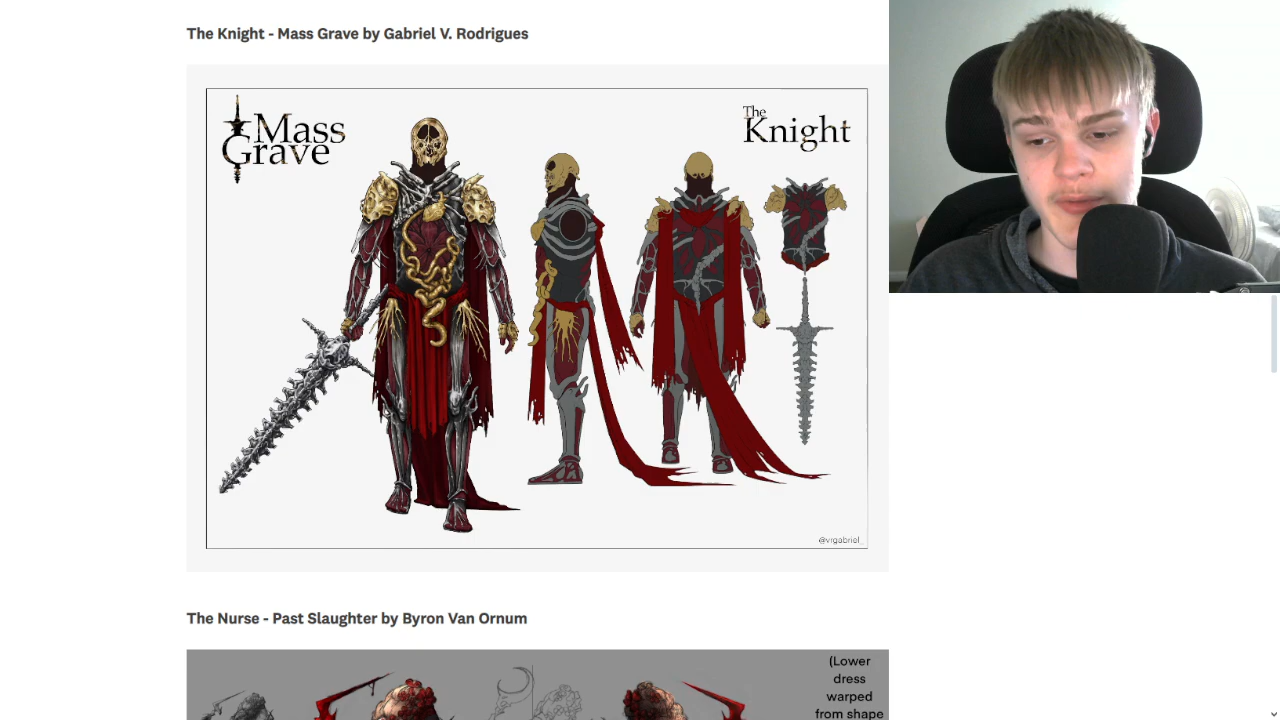 The Knight - Mass Grave by Gabriel V. Rodrigues
Mass
Grave
The
Knight
@vrgabriel_
The Nurse - Past Slaughter by Byron Van Ornum
(Lower
dress
warped
from shape